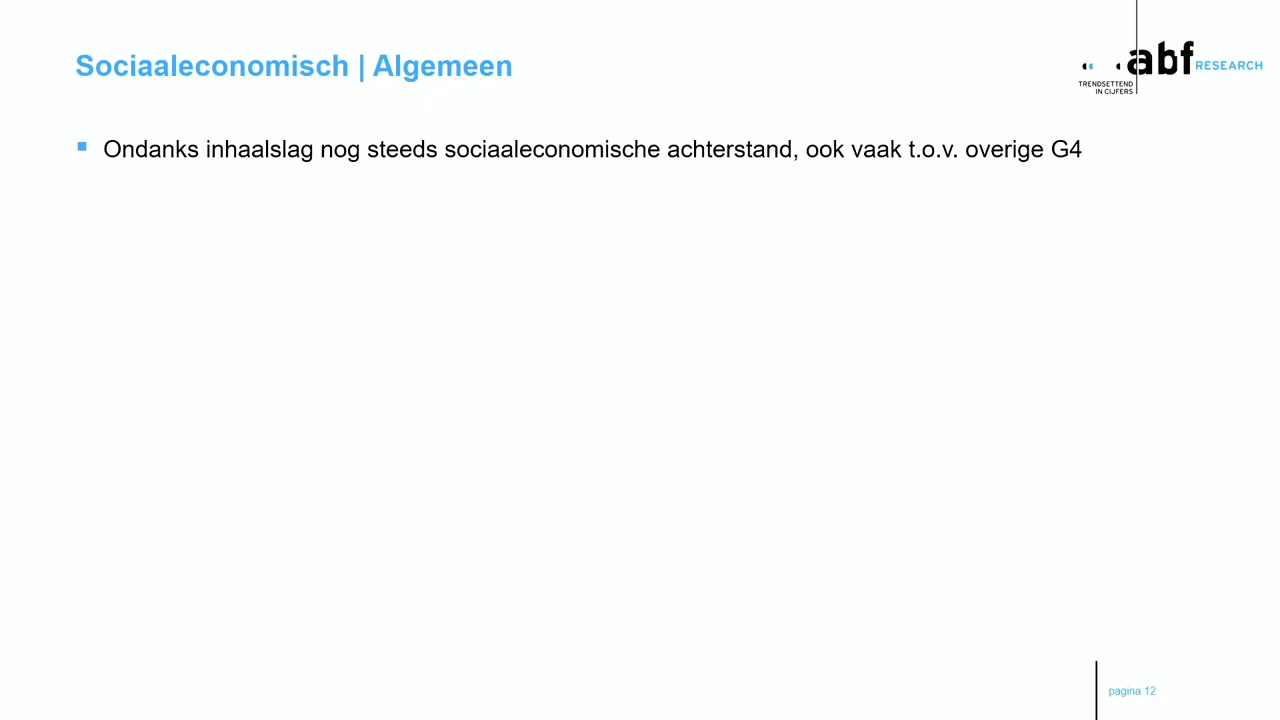 Sociaaleconomisch | Algemeen
abf RESEARCH
TRENDSETTEND
IN CIJFERS
Ondanks inhaalslag nog steeds sociaaleconomische achterstand, ook vaak t.o.v. overige G4
pagina 12